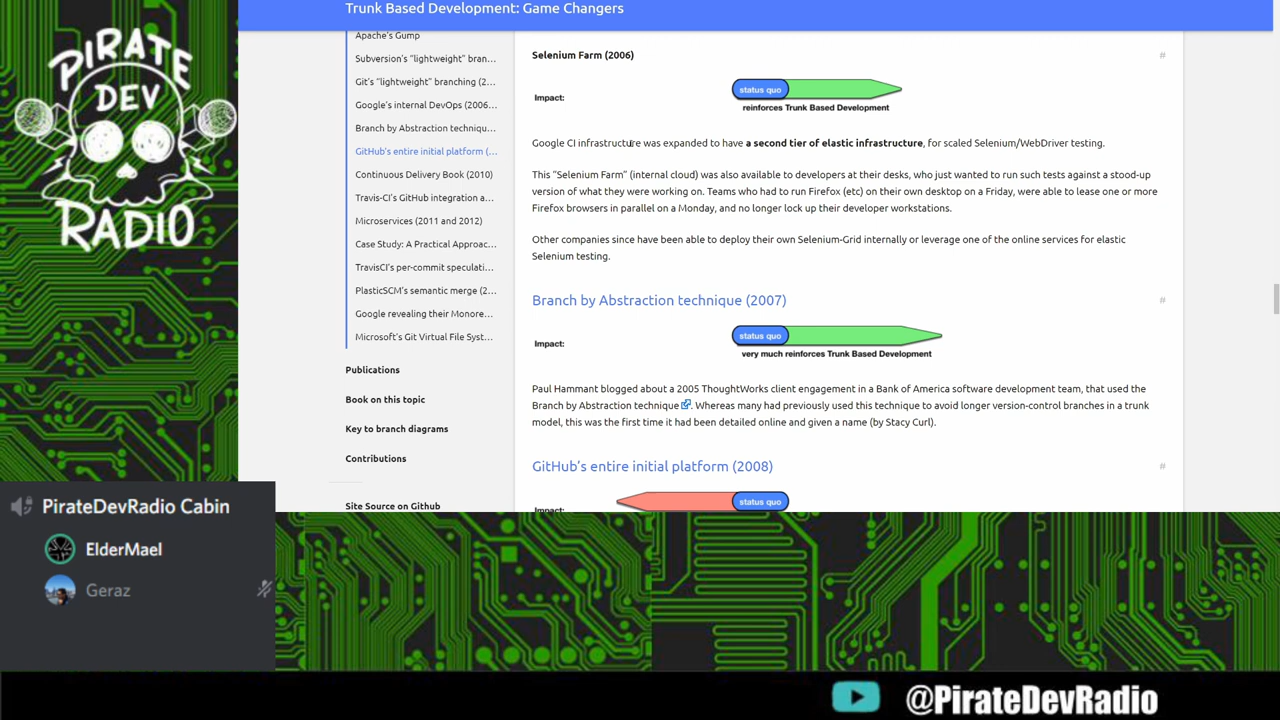 Trunk Based Development: Game Changers
PIRATE
DEV
RADIO
Apache's Gump
Subversion's "lightweight" bran...
Git's "lightweight" branching (2...
Google's internal DevOps (2006...
Branch by Abstraction techniqu...
GitHub's entire initial platform (...
Continuous Delivery Book (2010)
Travis-CI's GitHub integration a...
Microservices (2011 and 2012)
Case Study: A Practical Approac...
TravisCI's per-commit speculati...
PlasticSCM's semantic merge (2...
Google revealing their Monore...
Microsoft's Git Virtual File Syst...
Publications
Book on this topic
Key to branch diagrams
Contributions
Site Source on Github
Selenium Farm (2006)
#
Impact:
status quo
reinforces Trunk Based Development
Google CI infrastructure was expanded to have a second tier of elastic infrastructure, for scaled Selenium/WebDriver testing.
This “Selenium Farm” (internal cloud) was also available to developers at their desks, who just wanted to run such tests against a stood-up
version of what they were working on. Teams who had to run Firefox (etc) on their own desktop on a Friday, were able to lease one or more
Firefox browsers in parallel on a Monday, and no longer lock up their developer workstations.
Other companies since have been able to deploy their own Selenium-Grid internally or leverage one of the online services for elastic
Selenium testing.
Branch by Abstraction technique (2007)
#
Impact:
status quo
very much reinforces Trunk Based Development
Paul Hammant blogged about a 2005 ThoughtWorks client engagement in a Bank of America software development team, that used the
Branch by Abstraction technique. Whereas many had previously used this technique to avoid longer version-control branches in a trunk
model, this was the first time it had been detailed online and given a name (by Stacy Curl).
GitHub's entire initial platform (2008)
#
Impact:
status quo
PirateDevRadio Cabin
ElderMael
Geraz
@PirateDevRadio